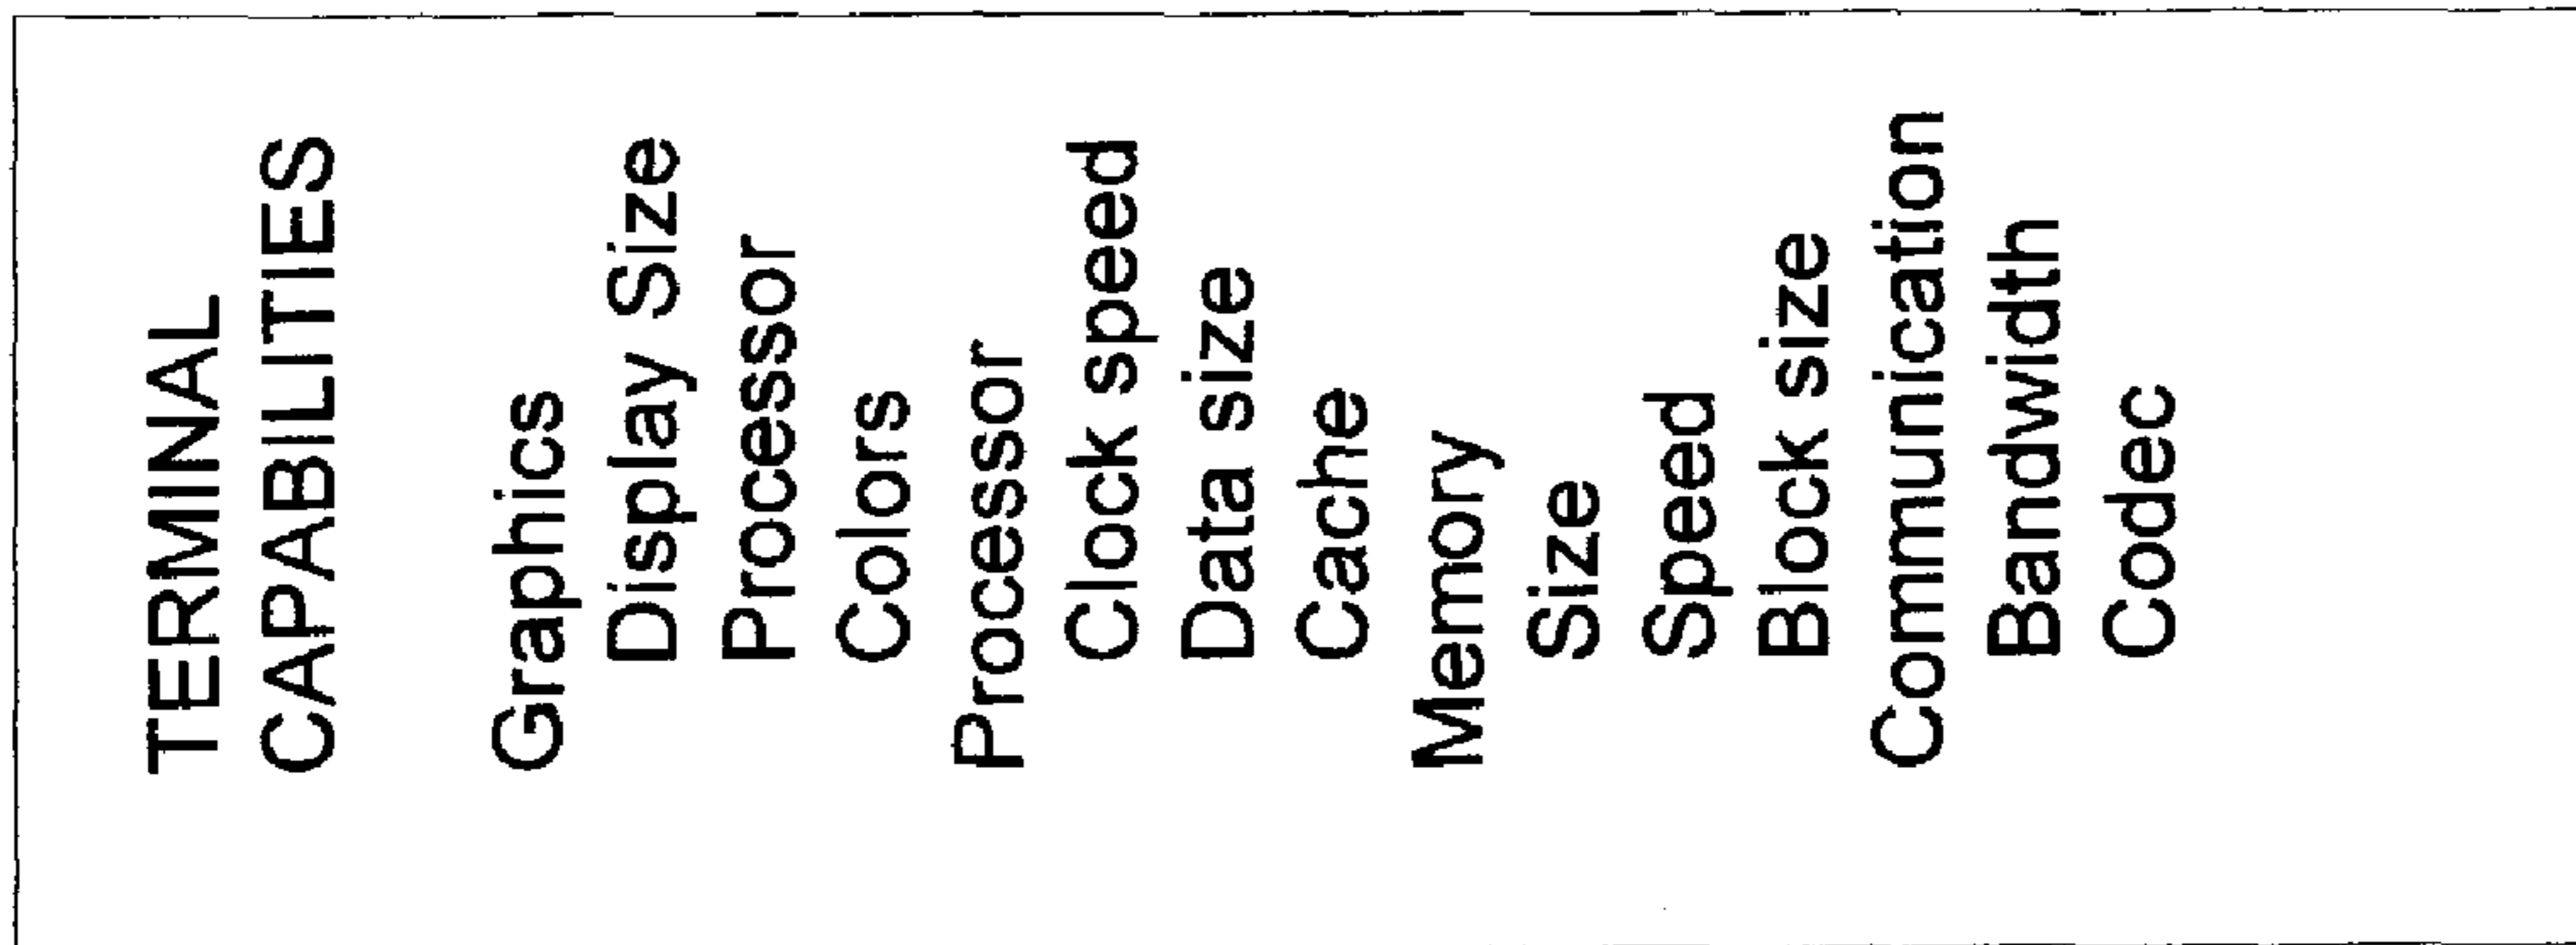 TERMINAL
CAPABILITIES
Graphics
Display Size
Processor
Colors
Processor
Clock speed
Data size
Cache
Memory
Size
Speed
Block size
Communication
Bandwidth
Codec